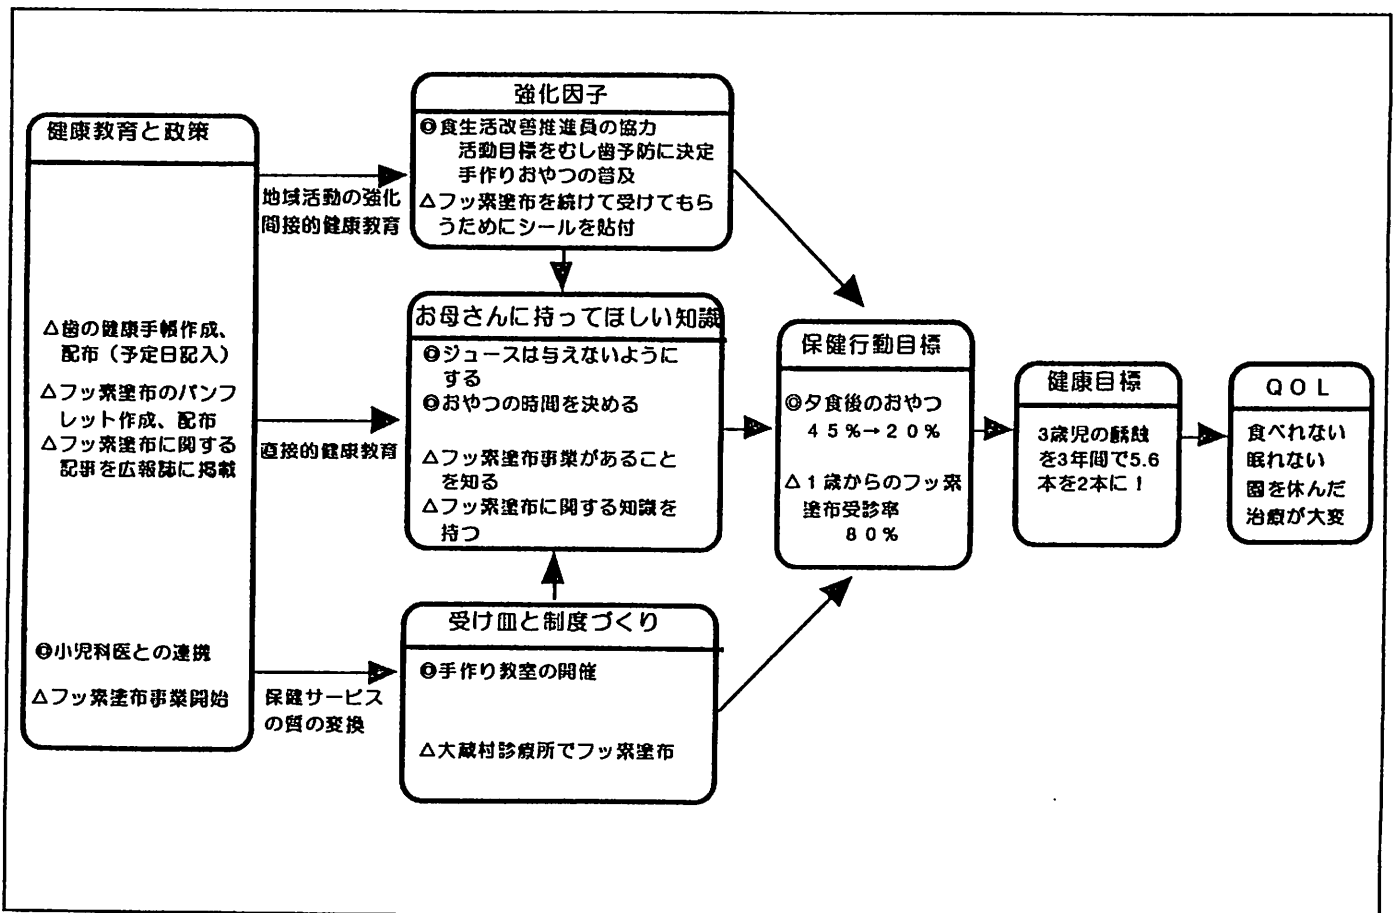 健康教育と政策
△歯の健康手帳作成、
配布（予定日記入）
△フッ素塗布のパンフ
レット作成、配布
△フッ素塗布に関する
記事を広報誌に掲載
◎小児科医との連携
△フッ素塗布事業開始
地域活動の強化
間接的健康教育
直接的健康教育
保健サービス
の質の変換
強化因子
◎食生活改善推進員の協力
活動目標をむし歯予防に決定
手作りおやつの普及
△フッ素塗布を続けて受けてもら
うためにシールを貼付
お母さんに持ってほしい知識
◎ジュースは与えないように
する
◎おやつの時間を決める
△フッ素塗布事業があること
を知る
△フッ素塗布に関する知識を
持つ
受け皿と制度づくり
◎手作り教室の開催
△大蔵村診療所でフッ素塗布
保健行動目標
◎夕食後のおやつ
４５％→２０％
△１歳からのフッ素
塗布受診率
８０％
健康目標
3歳児の齲蝕
を3年間で5.6
本を2本に！
ＱＯＬ
食べれない
眠れない
園を休んだ
治療が大変